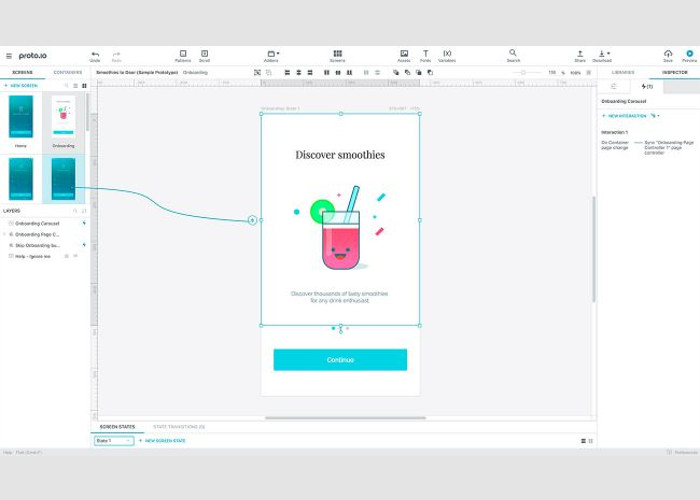 proto.io
Undo
Redo
Patterns
Scroll
Addons
Screens
Assets
Fonts
Variables
Search
Share
Download
Save
Preview
SCREENS
CONTAINERS
Smoothies to Door (Sample Prototype)
Onboarding
100%
LIBRARIES
INSPECTOR
+ NEW SCREEN
Home
Onboarding
LAYERS
Onboarding Carousel
Onboarding Page C...
Skip Onboarding bu...
Help - Ignore me
Discover smoothies
Discover thousands of tasty smoothies
for any drink enthusiast
Continue
(1)
Onboarding Carousel
+ NEW INTERACTION
Interaction 1
On Container page change
Sync "Onboarding Page Controller 1" page controller
SCREEN STATES
STATE TRANSITIONS (0)
State 1
+ NEW SCREEN STATE
Preferences